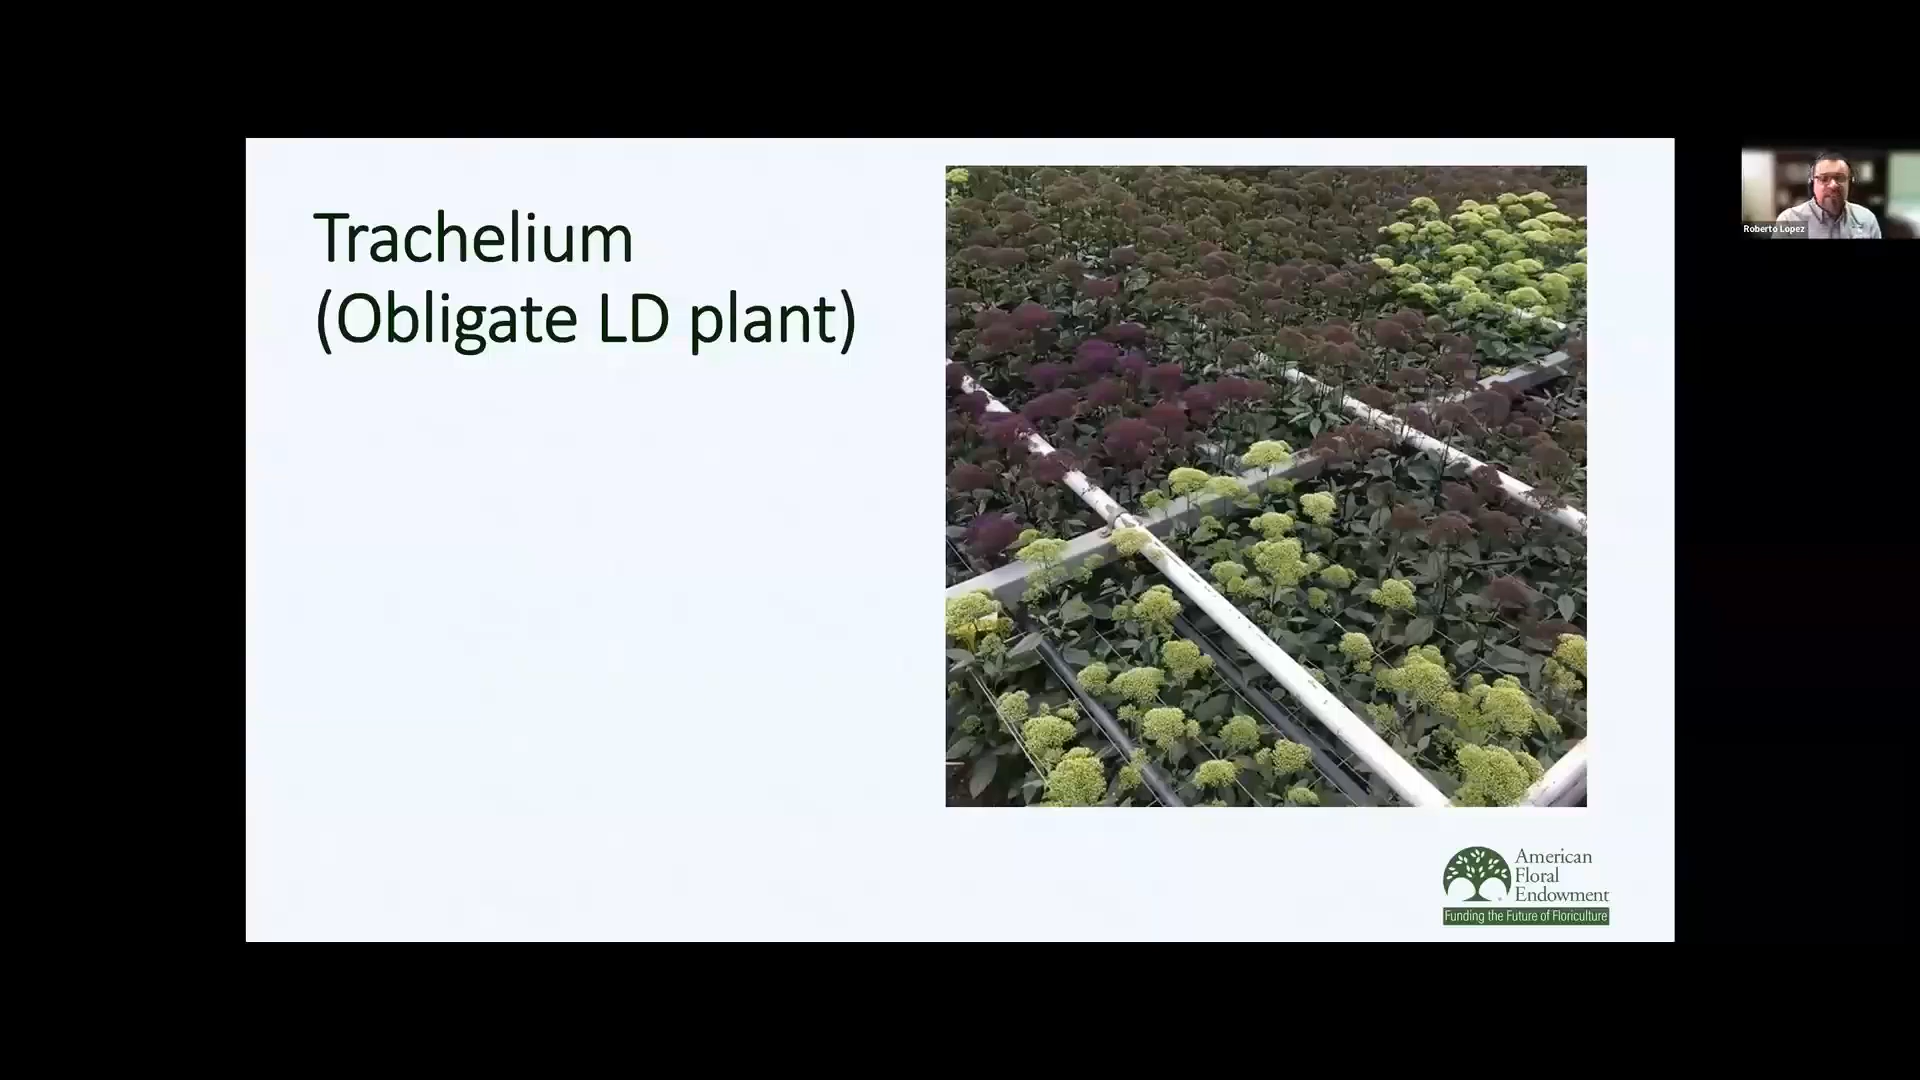 Trachelium
(Obligate LD plant)
Roberto Lopez
American
Floral
Endowment
Funding the Future of Floriculture